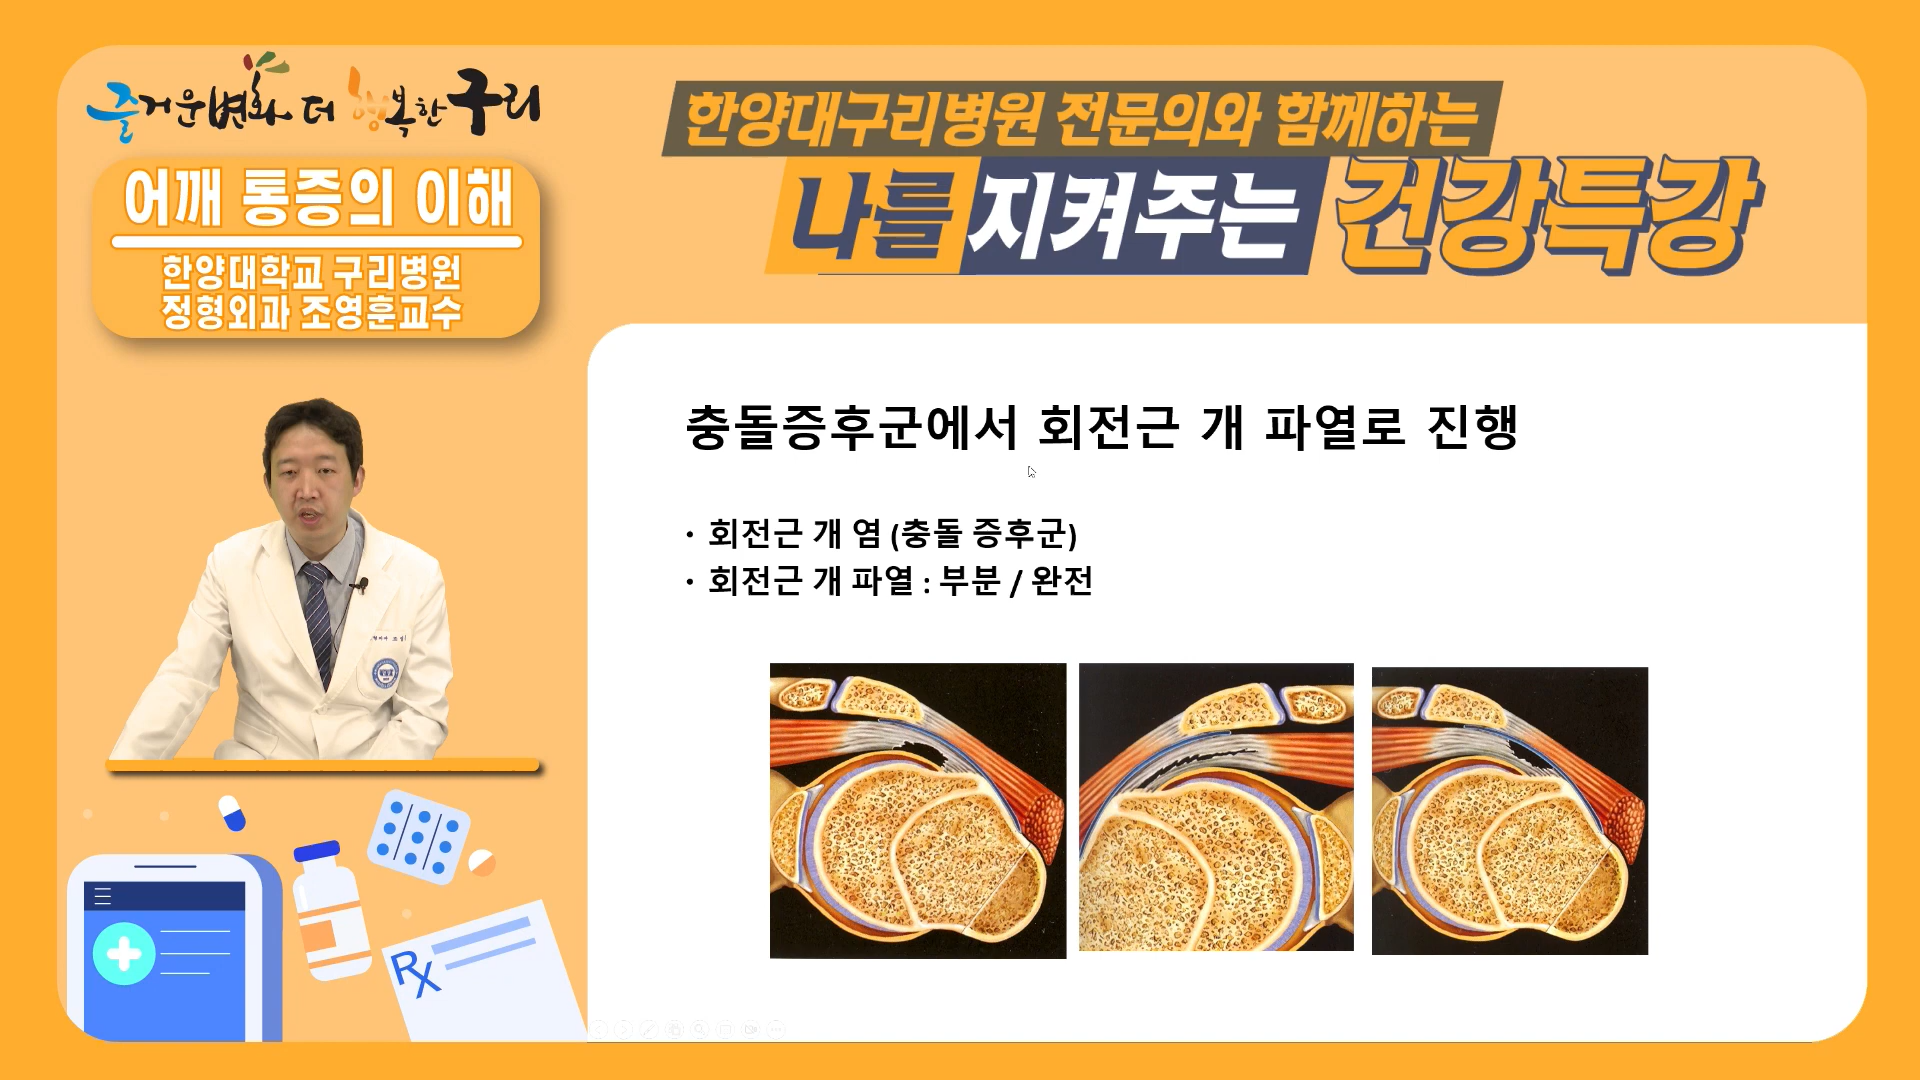 즐거운변화 더 행복한구리
어깨 통증의 이해
한양대학교 구리병원
정형외과 조영훈교수
한양대구리병원 전문의와 함께하는
나를 지켜주는 건강특강
충돌증후군에서 회전근 개 파열로 진행
• 회전근 개 염 (충돌 증후군)
• 회전근 개 파열 : 부분 / 완전
Rx